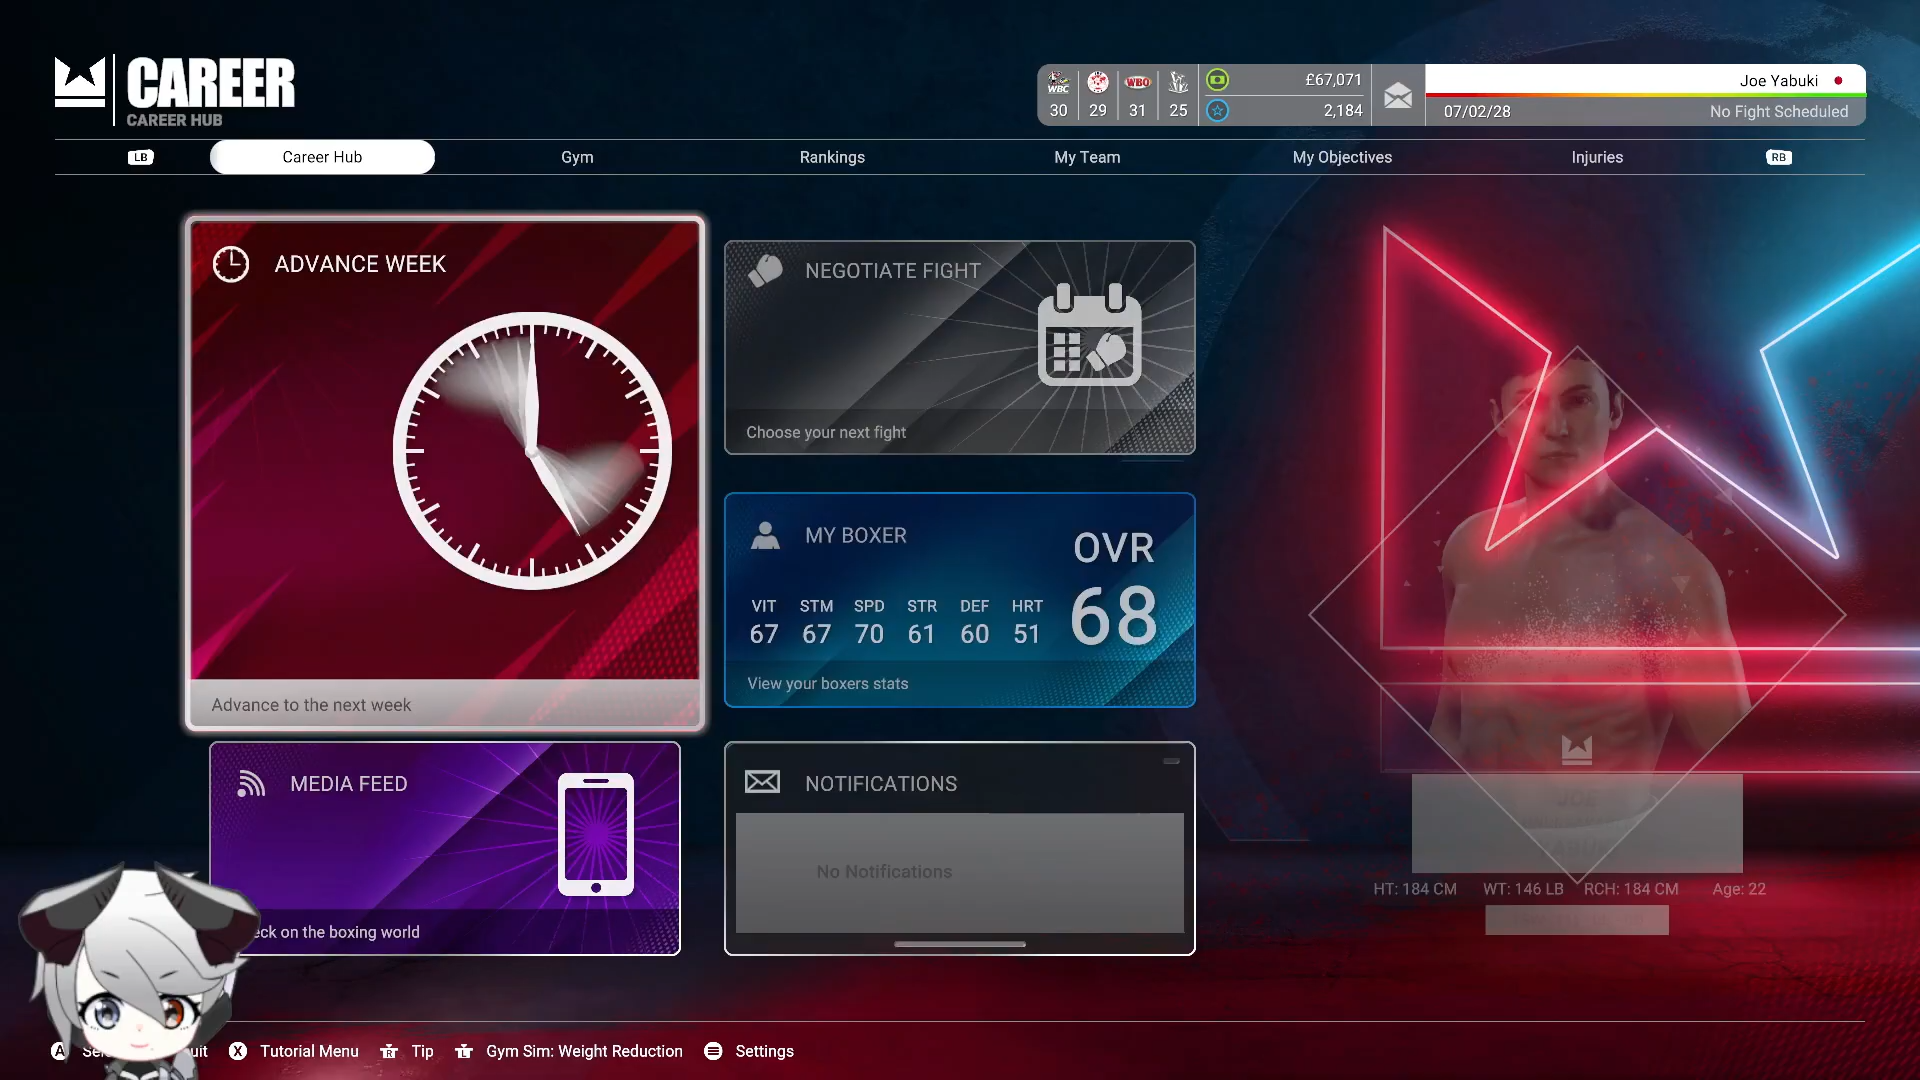 CAREER
CAREER HUB
WBC
WBO
30
29
31
25
£67,071
2,184
Joe Yabuki
07/02/28
No Fight Scheduled
LB
Career Hub
Gym
Rankings
My Team
My Objectives
Injuries
RB
ADVANCE WEEK
Advance to the next week
NEGOTIATE FIGHT
Choose your next fight
MY BOXER
OVR
68
VIT STM SPD STR DEF HRT
67 67 70 61 60 51
View your boxers stats
MEDIA FEED
eck on the boxing world
NOTIFICATIONS
No Notifications
JOE
HT: 184 CM WT: 146 LB RCH: 184 CM Age: 22
A
X Tutorial Menu
R Tip
L Gym Sim: Weight Reduction
Settings